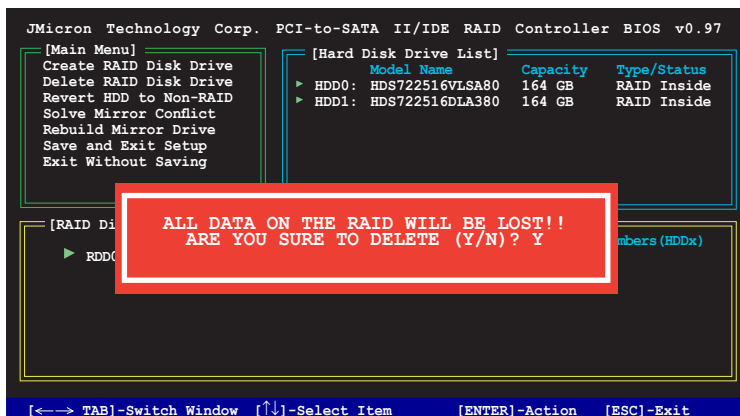 JMicron Technology Corp. PCI-to-SATA II/IDE RAID Controller BIOS v0.97
[Main Menu]
Create RAID Disk Drive
Delete RAID Disk Drive
Revert HDD to Non-RAID
Solve Mirror Conflict
Rebuild Mirror Drive
Save and Exit Setup
Exit Without Saving
[Hard Disk Drive List]
Model Name Capacity Type/Status
HDD0: HDS722516VLSA80 164 GB RAID Inside
HDD1: HDS722516DLA380 164 GB RAID Inside
ALL DATA ON THE RAID WILL BE LOST!!
ARE YOU SURE TO DELETE (Y/N)? Y
[RAID Di
mbers(HDDx)
RDD0
[<--> TAB]-Switch Window [↑↓]-Select Item [ENTER]-Action [ESC]-Exit